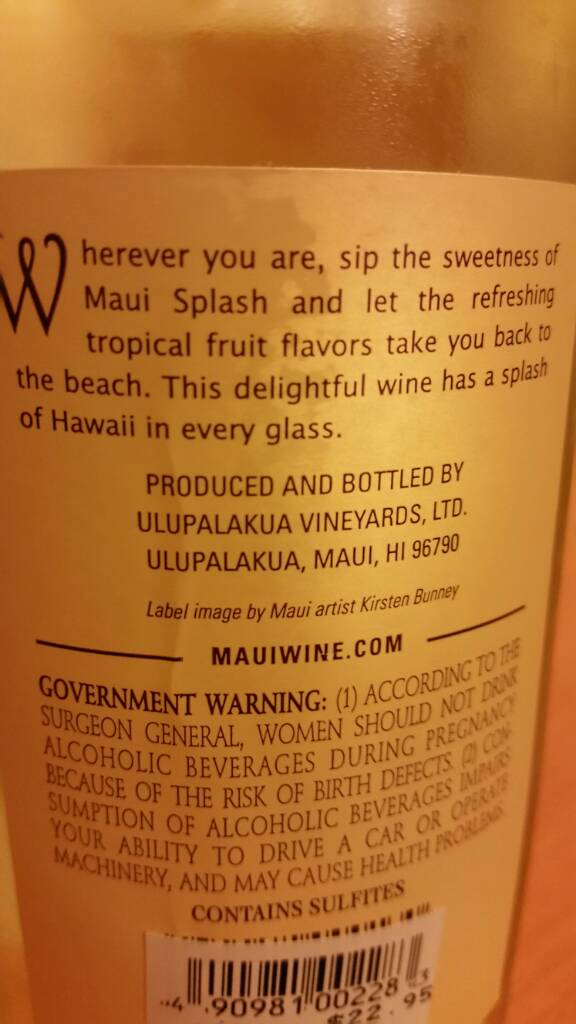 Wherever you are, sip the sweetness of
Maui Splash and let the refreshing
tropical fruit flavors take you back to
the beach. This delightful wine has a splash
of Hawaii in every glass.
PRODUCED AND BOTTLED BY
ULUPALAKUA VINEYARDS, LTD.
ULUPALAKUA, MAUI, HI 96790
Label image by Maui artist Kirsten Bunney
MAUIWINE.COM
GOVERNMENT WARNING: (1) ACCORDING TO THE
SURGEON GENERAL, WOMEN SHOULD NOT DRINK
ALCOHOLIC BEVERAGES DURING PREGNANCY
BECAUSE OF THE RISK OF BIRTH DEFECTS. (2) CON-
SUMPTION OF ALCOHOLIC BEVERAGES IMPAIRS
YOUR ABILITY TO DRIVE A CAR OR OPERATE
MACHINERY, AND MAY CAUSE HEALTH PROBLEMS.
CONTAINS SULFITES
4 90981 00228 3
$22.95